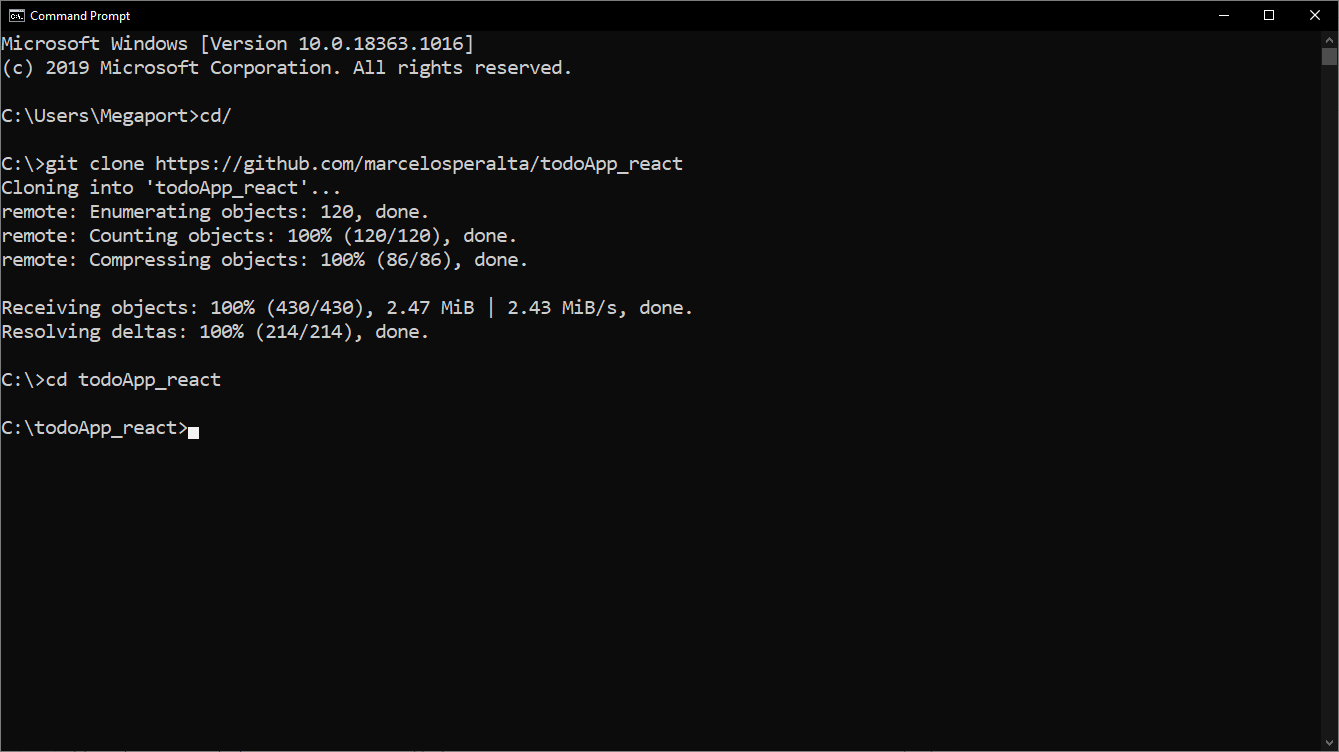 Command Prompt
Microsoft Windows [Version 10.0.18363.1016]
(c) 2019 Microsoft Corporation. All rights reserved.
C:\Users\Megaport>cd/
C:\>git clone https://github.com/marcelosperalta/todoApp_react
Cloning into 'todoApp_react'...
remote: Enumerating objects: 120, done.
remote: Counting objects: 100% (120/120), done.
remote: Compressing objects: 100% (86/86), done.
Receiving objects: 100% (430/430), 2.47 MiB | 2.43 MiB/s, done.
Resolving deltas: 100% (214/214), done.
C:\>cd todoApp_react
C:\todoApp_react>